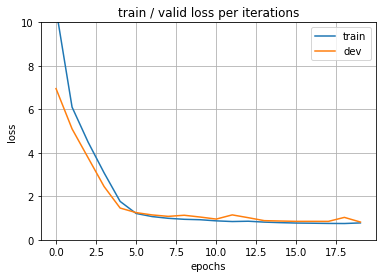 train / valid loss per iterations
train
dev
loss
10
8
6
4
2
0
0.0 2.5 5.0 7.5 10.0 12.5 15.0 17.5
epochs